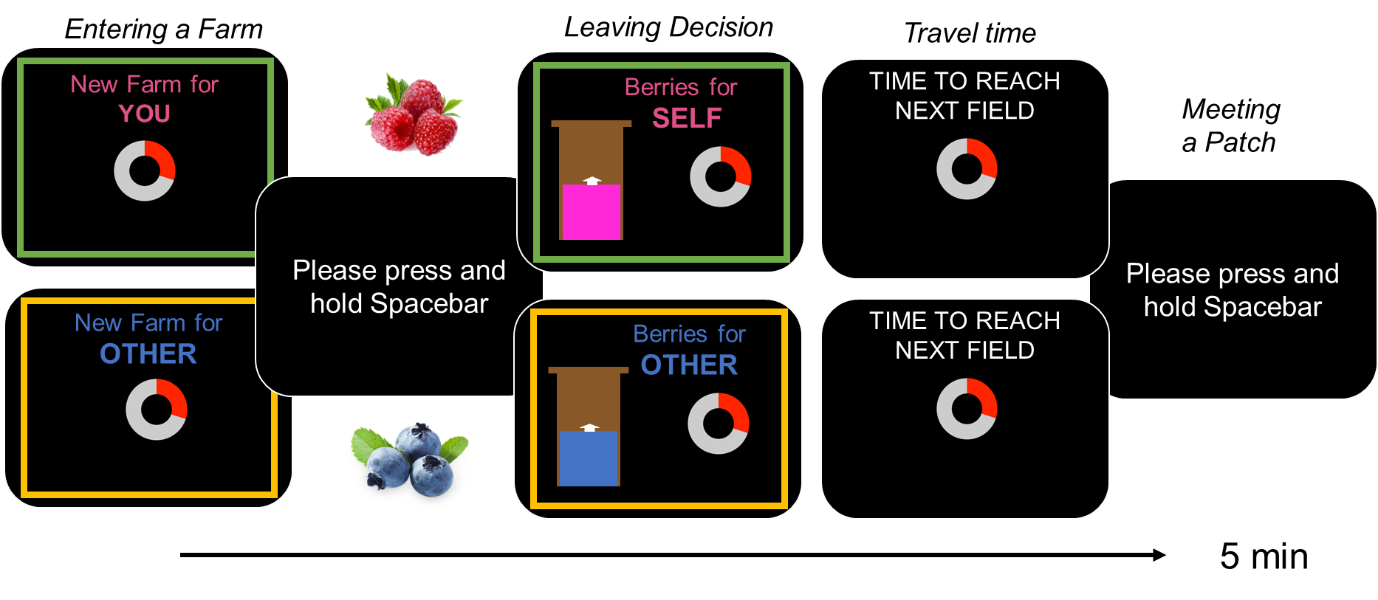 Entering a Farm
New Farm for
YOU
New Farm for
OTHER
Please press and
hold Spacebar
Leaving Decision
Berries for
SELF
Berries for
OTHER
Travel time
TIME TO REACH
NEXT FIELD
TIME TO REACH
NEXT FIELD
Meeting
a Patch
Please press and
hold Spacebar
5 min